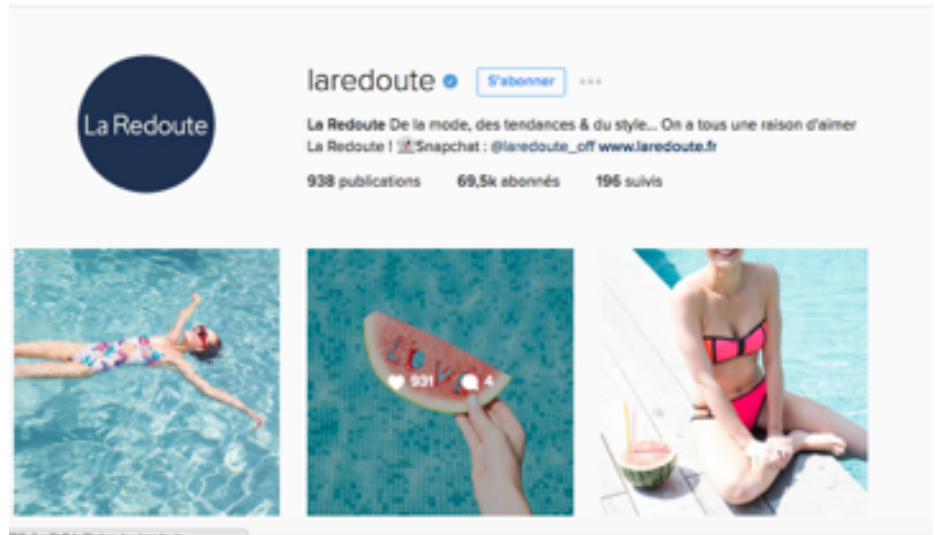 La Redoute
laredoute S'abonner
La Redoute De la mode, des tendances & du style... On a tous une raison d'aimer
La Redoute ! Snapchat : @laredoute_off www.laredoute.fr
938 publications 69,5k abonnés 196 suivis
LOVE
931 4